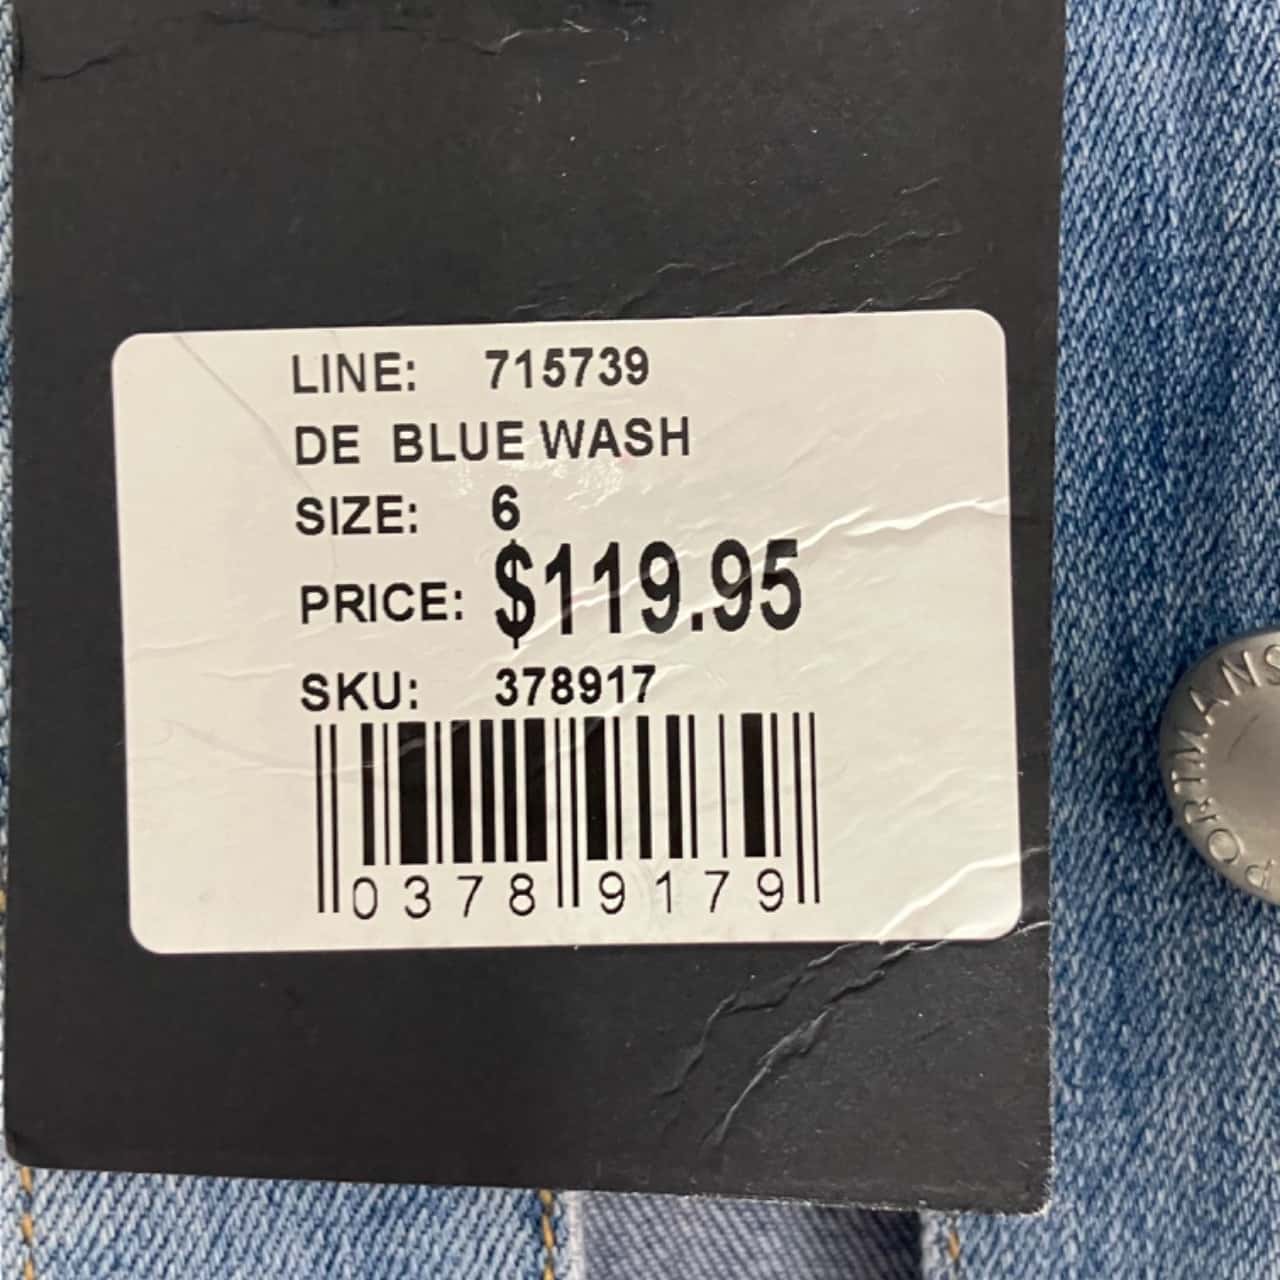 LINE: 715739
DE BLUE WASH
SIZE: 6
PRICE: $119.95
SKU: 378917
0378 9179
PORTMANS